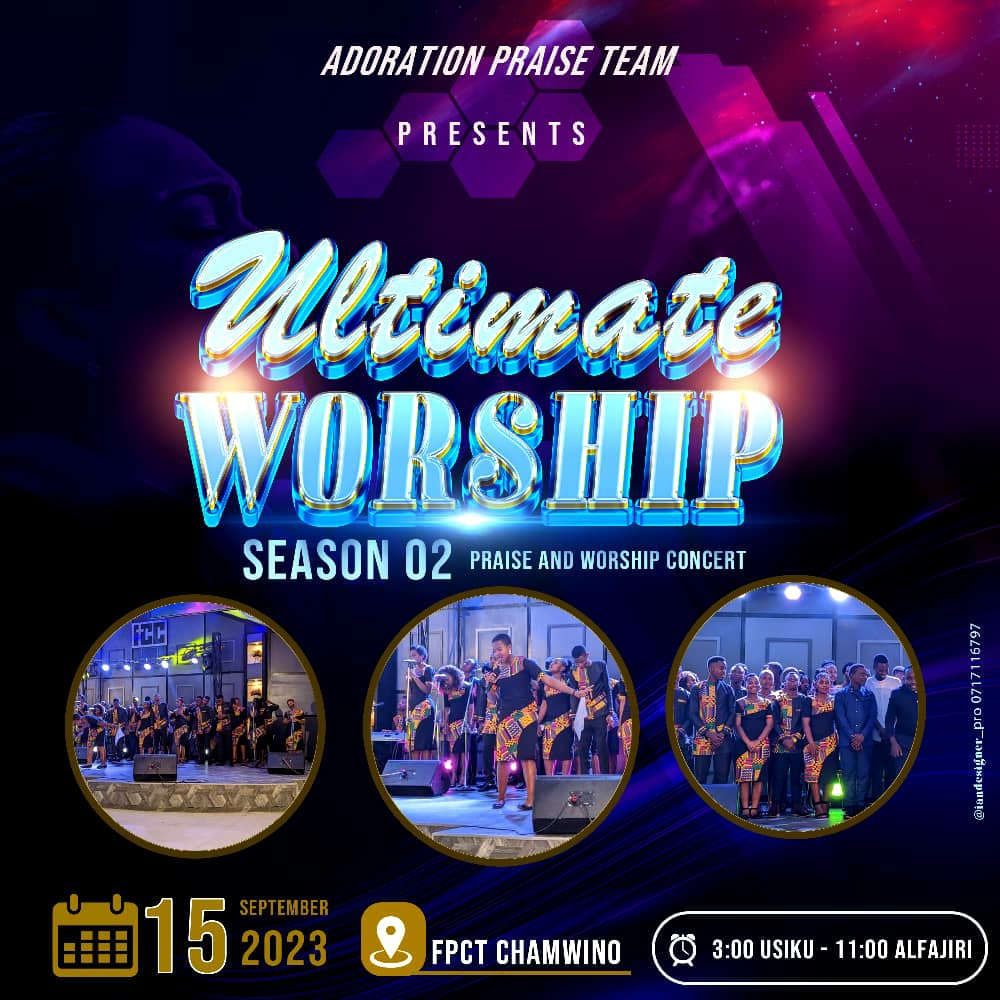 ADORATION PRAISE TEAM
PRESENTS
Ultimate
WORSHIP
SEASON 02 PRAISE AND WORSHIP CONCERT
fcc
@iandesigner_pro 0717116797
15 SEPTEMBER
2023
FPCT CHAMWINO
3:00 USIKU - 11:00 ALFAJIRI